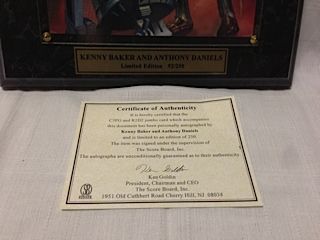 KENNY BAKER AND ANTHONY DANIELS
Limited Edition 92/250
Certificate of Authenticity
It is hereby certified that the
C3PO and R2D2 jumbo card which accompanies
this document has been personally autographed by
Kenny Baker and Anthony Daniels
and is limited to an edition of 250.
The item was signed under the supervision of
The Score Board, Inc.
The autographs are unconditionally guaranteed as to their authenticity.
Ken Goldin
President, Chairman and CEO
The Score Board, Inc.
1951 Old Cuthbert Road Cherry Hill, NJ 08034